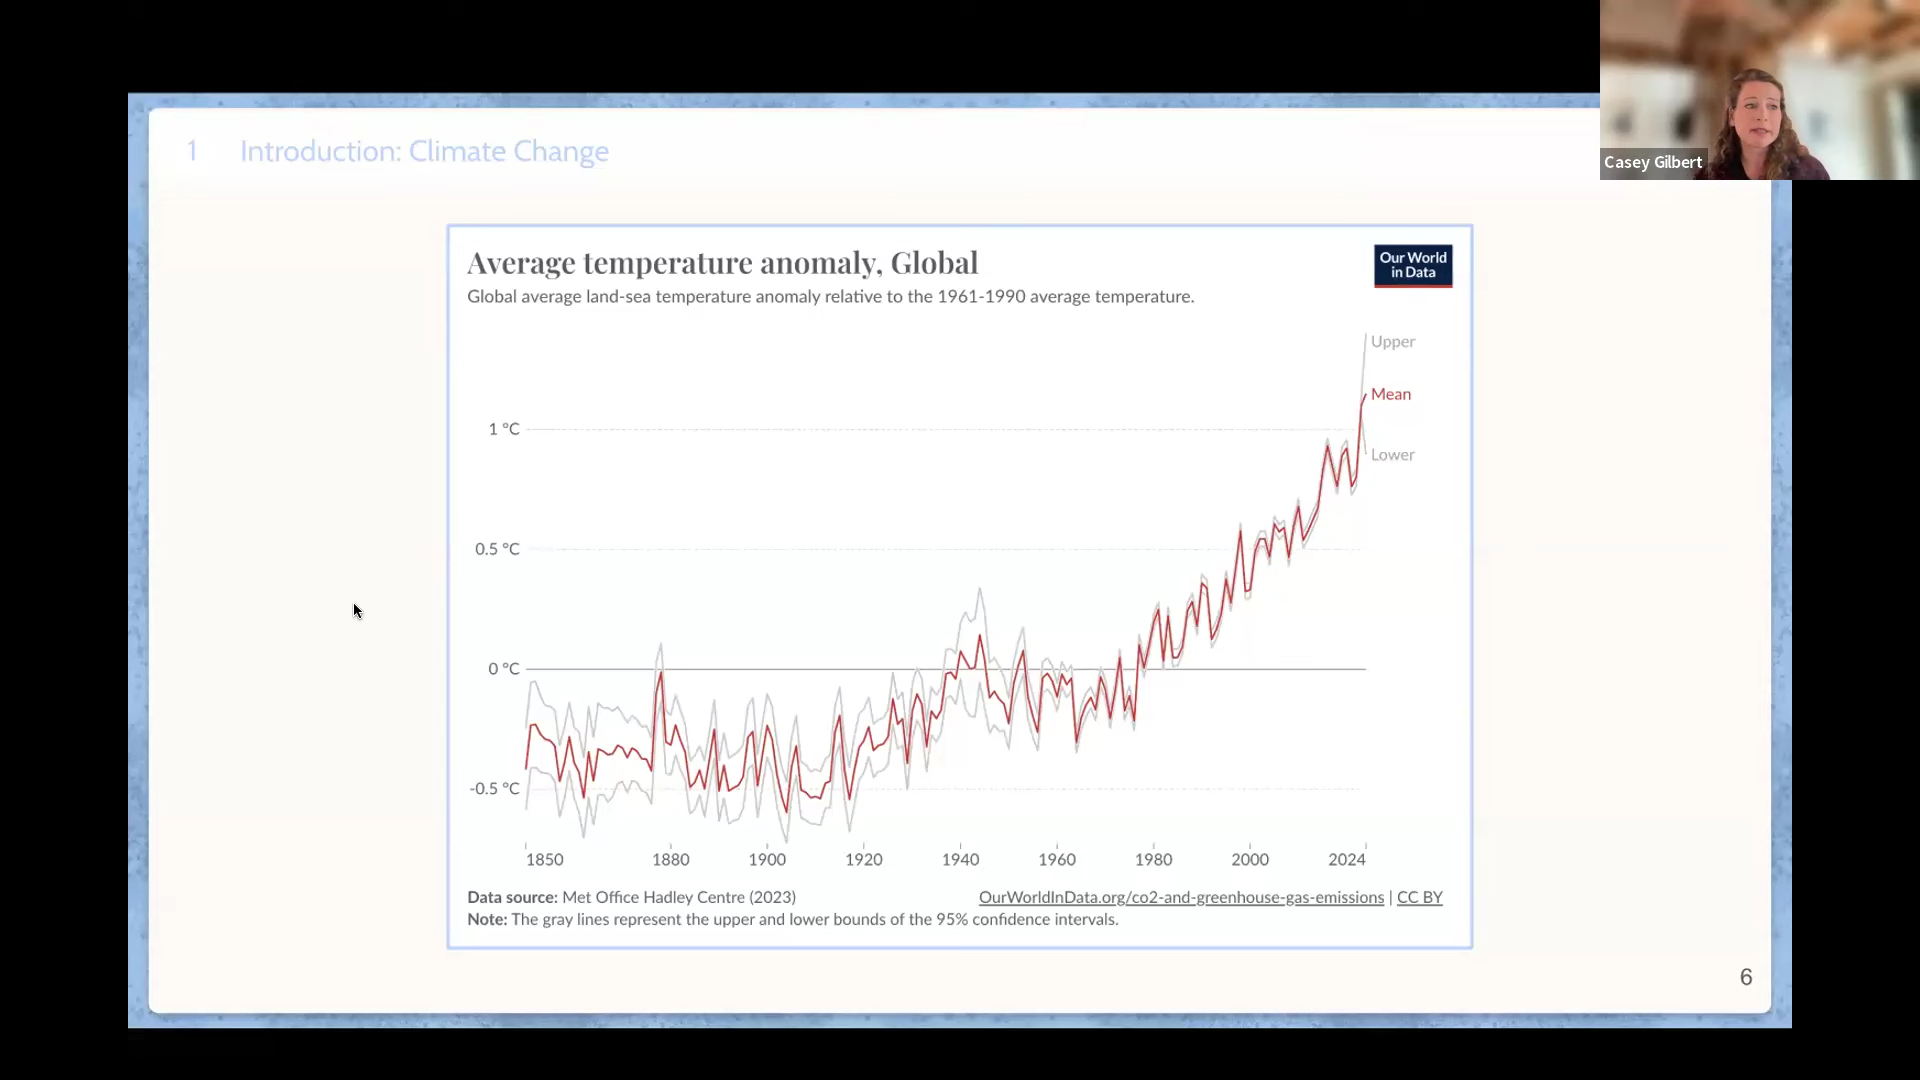 Casey Gilbert
1 Introduction: Climate Change
Average temperature anomaly, Global
Global average land-sea temperature anomaly relative to the 1961-1990 average temperature.
Our World
in Data
Upper
Mean
1 °C
Lower
0.5 °C
0 °C
-0.5 °C
1850 1880 1900 1920 1940 1960 1980 2000 2024
Data source: Met Office Hadley Centre (2023) OurWorldInData.org/co2-and-greenhouse-gas-emissions | CC BY
Note: The gray lines represent the upper and lower bounds of the 95% confidence intervals.
6